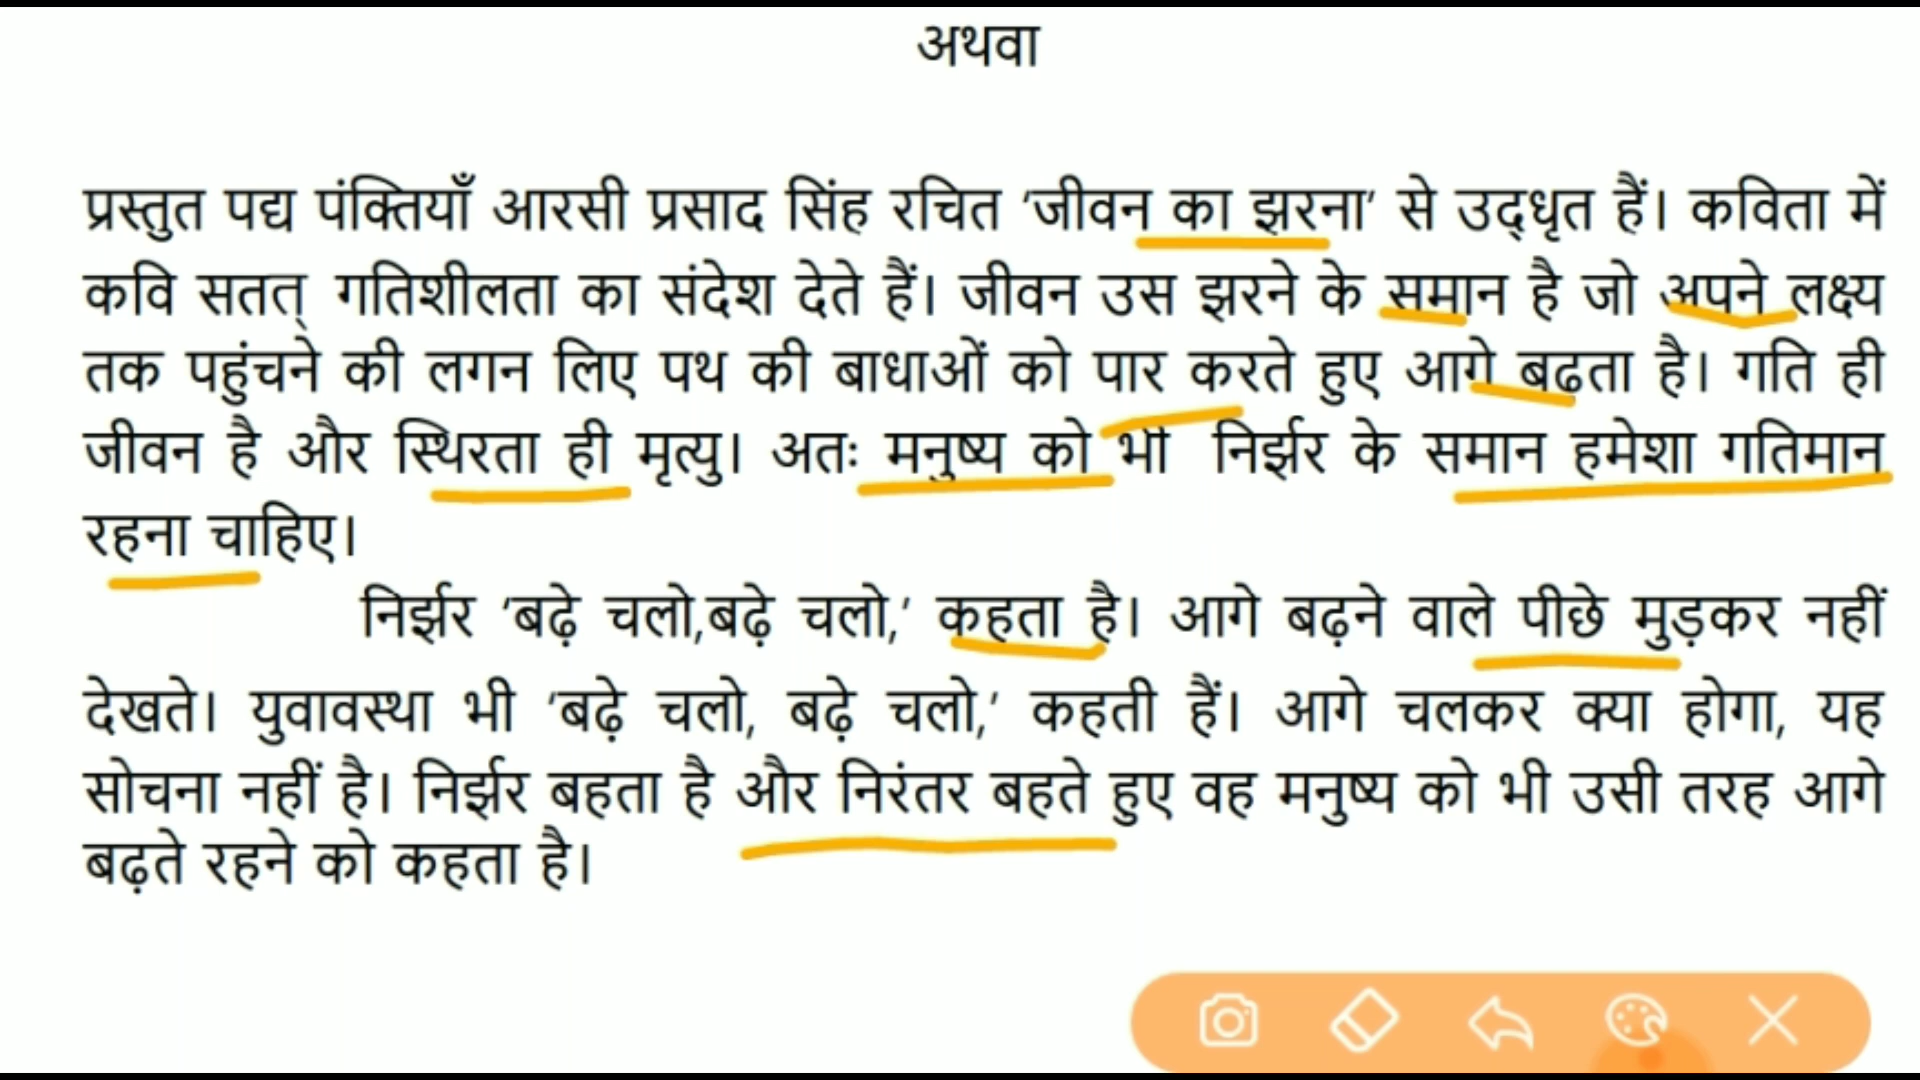 अथवा
प्रस्तुत पद्य पंक्तियाँ आरसी प्रसाद सिंह रचित 'जीवन का झरना' से उद्धृत हैं। कविता में
कवि सतत् गतिशीलता का संदेश देते हैं। जीवन उस झरने के समान है जो अपने लक्ष्य
तक पहुंचने की लगन लिए पथ की बाधाओं को पार करते हुए आगे बढ़ता है। गति ही
जीवन है और स्थिरता ही मृत्यु। अतः मनुष्य को भी निर्झर के समान हमेशा गतिमान
रहना चाहिए।
निर्झर 'बढ़े चलो,बढ़े चलो,' कहता है। आगे बढ़ने वाले पीछे मुड़कर नहीं
देखते। युवावस्था भी 'बढ़े चलो, बढ़े चलो,' कहती हैं। आगे चलकर क्या होगा, यह
सोचना नहीं है। निर्झर बहता है और निरंतर बहते हुए वह मनुष्य को भी उसी तरह आगे
बढ़ते रहने को कहता है।